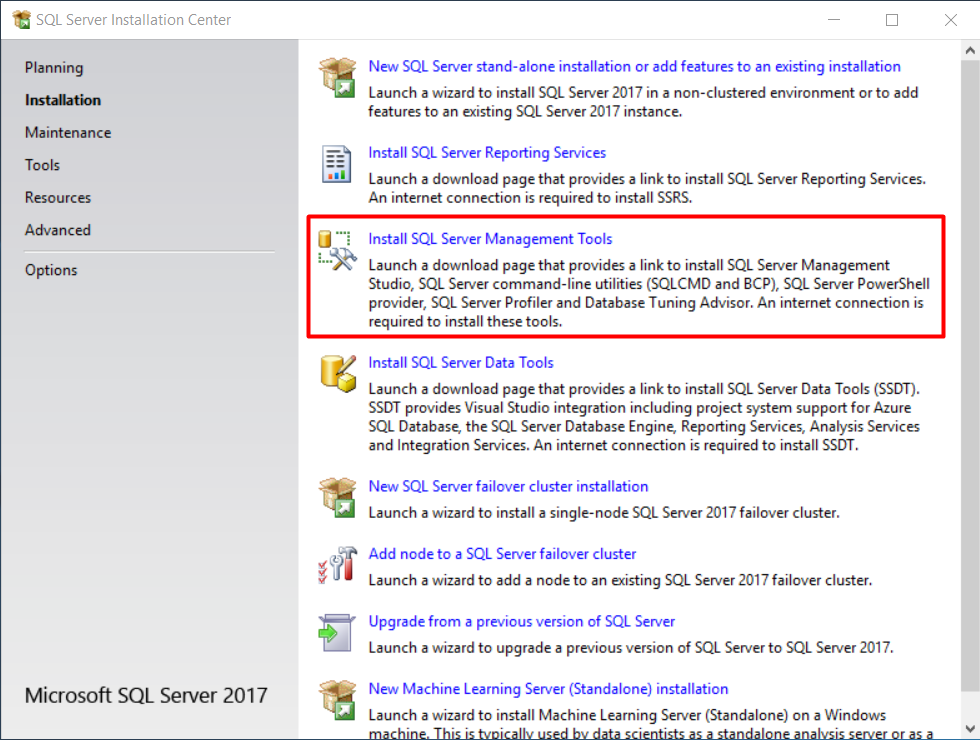 SQL Server Installation Center
Planning
Installation
Maintenance
Tools
Resources
Advanced
Options
Microsoft SQL Server 2017
New SQL Server stand-alone installation or add features to an existing installation
Launch a wizard to install SQL Server 2017 in a non-clustered environment or to add
features to an existing SQL Server 2017 instance.
Install SQL Server Reporting Services
Launch a download page that provides a link to install SQL Server Reporting Services.
An internet connection is required to install SSRS.
Install SQL Server Management Tools
Launch a download page that provides a link to install SQL Server Management
Studio, SQL Server command-line utilities (SQLCMD and BCP), SQL Server PowerShell
provider, SQL Server Profiler and Database Tuning Advisor. An internet connection is
required to install these tools.
Install SQL Server Data Tools
Launch a download page that provides a link to install SQL Server Data Tools (SSDT).
SSDT provides Visual Studio integration including project system support for Azure
SQL Database, the SQL Server Database Engine, Reporting Services, Analysis Services
and Integration Services. An internet connection is required to install SSDT.
New SQL Server failover cluster installation
Launch a wizard to install a single-node SQL Server 2017 failover cluster.
Add node to a SQL Server failover cluster
Launch a wizard to add a node to an existing SQL Server 2017 failover cluster.
Upgrade from a previous version of SQL Server
Launch a wizard to upgrade a previous version of SQL Server to SQL Server 2017.
New Machine Learning Server (Standalone) installation
Launch a wizard to install Machine Learning Server (Standalone) on a Windows
machine. This is typically used by data scientists as a standalone analysis server or as a